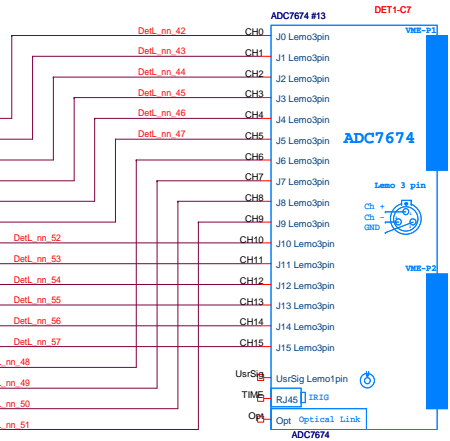 DET1-C7
ADC7674 #13
DetL_nn_42 CH0 J0 Lemo3pin VME-P1
DetL_nn_43 CH1 J1 Lemo3pin
DetL_nn_44 CH2 J2 Lemo3pin
DetL_nn_45 CH3 J3 Lemo3pin
DetL_nn_46 CH4 J4 Lemo3pin
DetL_nn_47 CH5 J5 Lemo3pin ADC7674
CH6 J6 Lemo3pin
CH7 J7 Lemo3pin Lemo 3 pin
CH8 J8 Lemo3pin Ch +
CH9 J9 Lemo3pin Ch -
GND
DetL_nn_52 CH10 J10 Lemo3pin
DetL_nn_53 CH11 J11 Lemo3pin VME-P2
DetL_nn_54 CH12 J12 Lemo3pin
DetL_nn_55 CH13 J13 Lemo3pin
DetL_nn_56 CH14 J14 Lemo3pin
DetL_nn_57 CH15 J15 Lemo3pin
L_nn_48
UsrSig UsrSig Lemo1pin
L_nn_49
TIME RJ45 IRIG
L_nn_50
Opt Opt Optical Link
L_nn_51
ADC7674